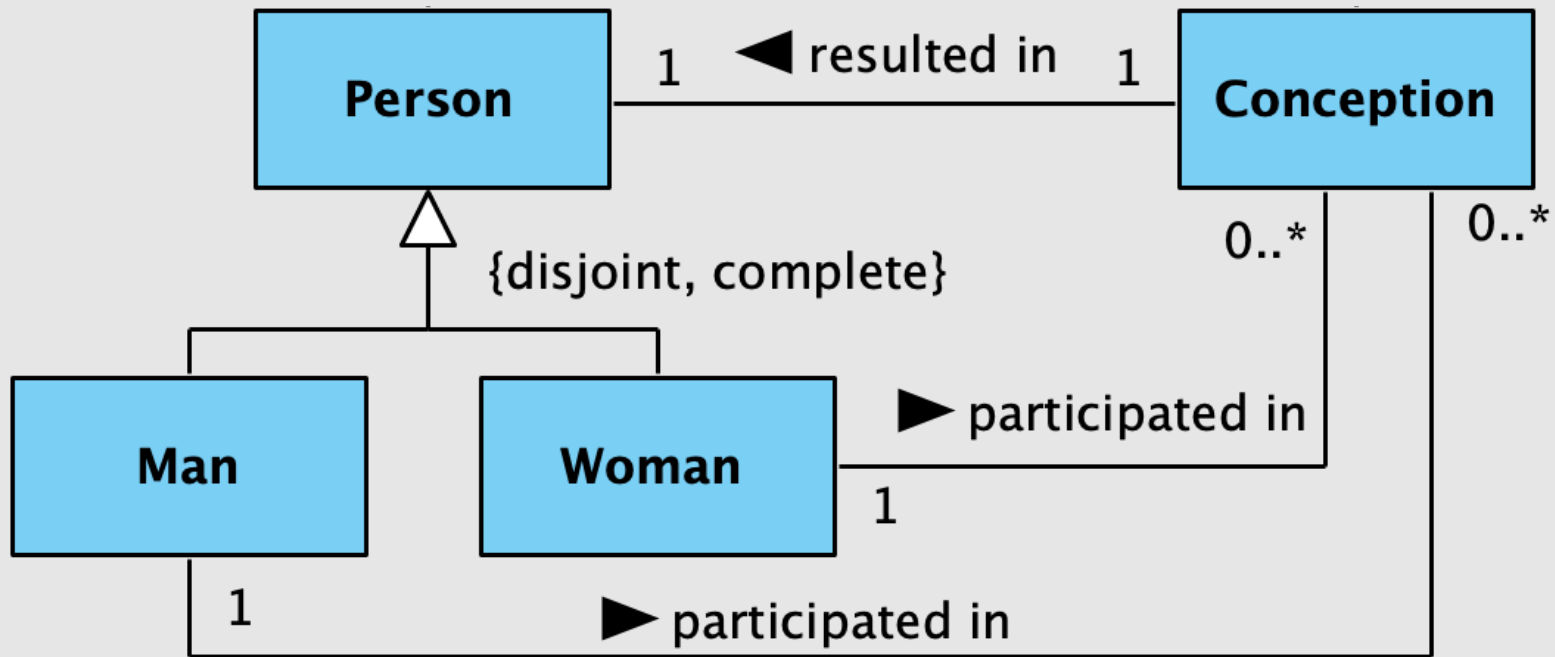 Person
1
◀ resulted in
1
Conception
0..*
0..*
{disjoint, complete}
Man
Woman
▶ participated in
1
1
▶ participated in